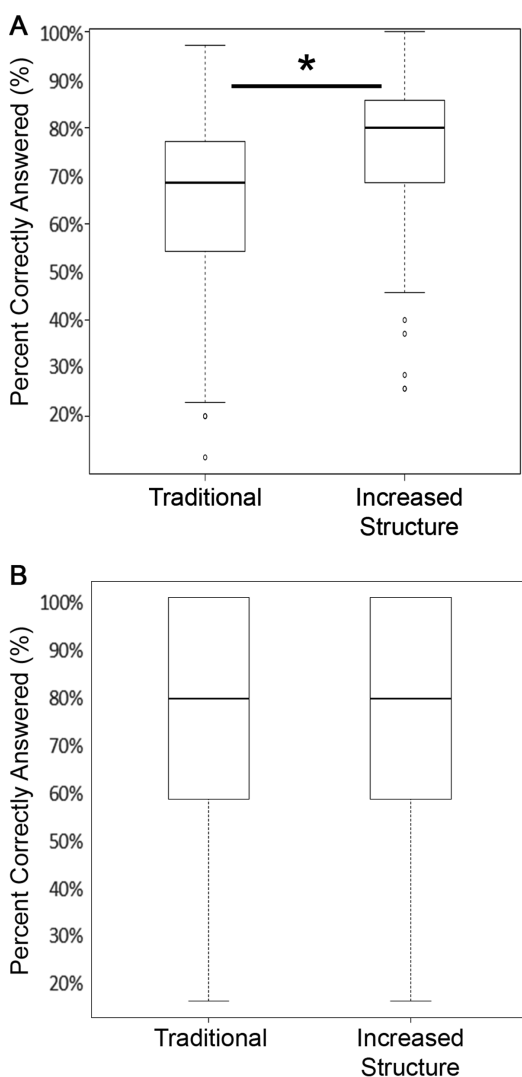 A
Percent Correctly Answered (%)
100%
90%
80%
70%
60%
50%
40%
30%
20%
*
Traditional
Increased
Structure
B
Percent Correctly Answered (%)
100%
90%
80%
70%
60%
50%
40%
30%
20%
Traditional
Increased
Structure